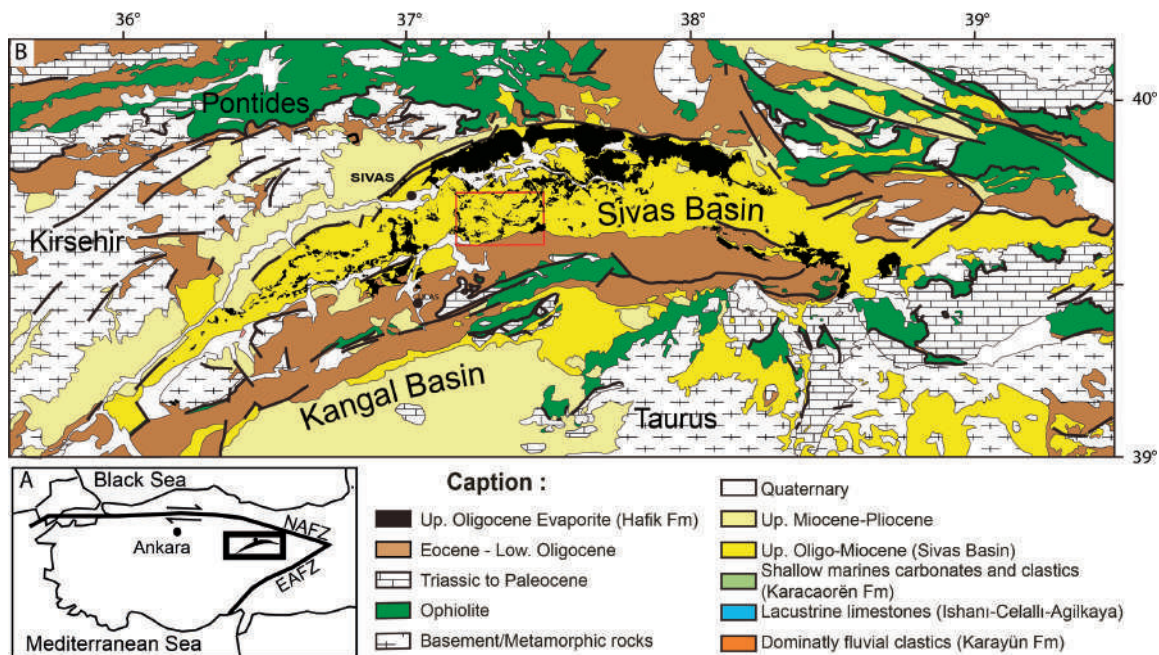 36° 37° 38° 39°
B
Pontides
40°
SIVAS
Sivas Basin
Kirsehir
Kangal Basin
Taurus
39°
A
Black Sea
NAFZ
Ankara
EAFZ
Mediterranean Sea
Caption :
Up. Oligocene Evaporite (Hafik Fm)
Eocene - Low. Oligocene
Triassic to Paleocene
Ophiolite
Basement/Metamorphic rocks
Quaternary
Up. Miocene-Pliocene
Up. Oligo-Miocene (Sivas Basin)
Shallow marines carbonates and clastics
(Karacaorën Fm)
Lacustrine limestones (Ishanı-Celallı-Agilkaya)
Dominatly fluvial clastics (Karayün Fm)